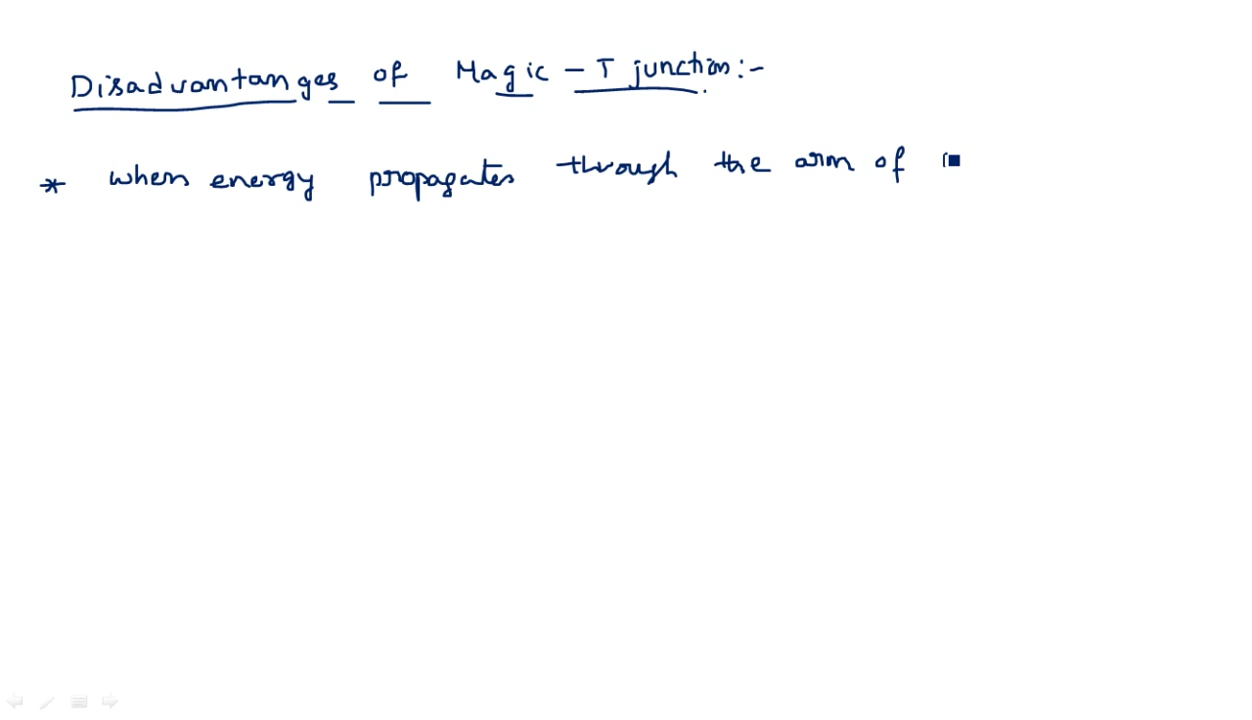 Disadvantanges of Magic - T junction:-
* when energy propagates through the arm of